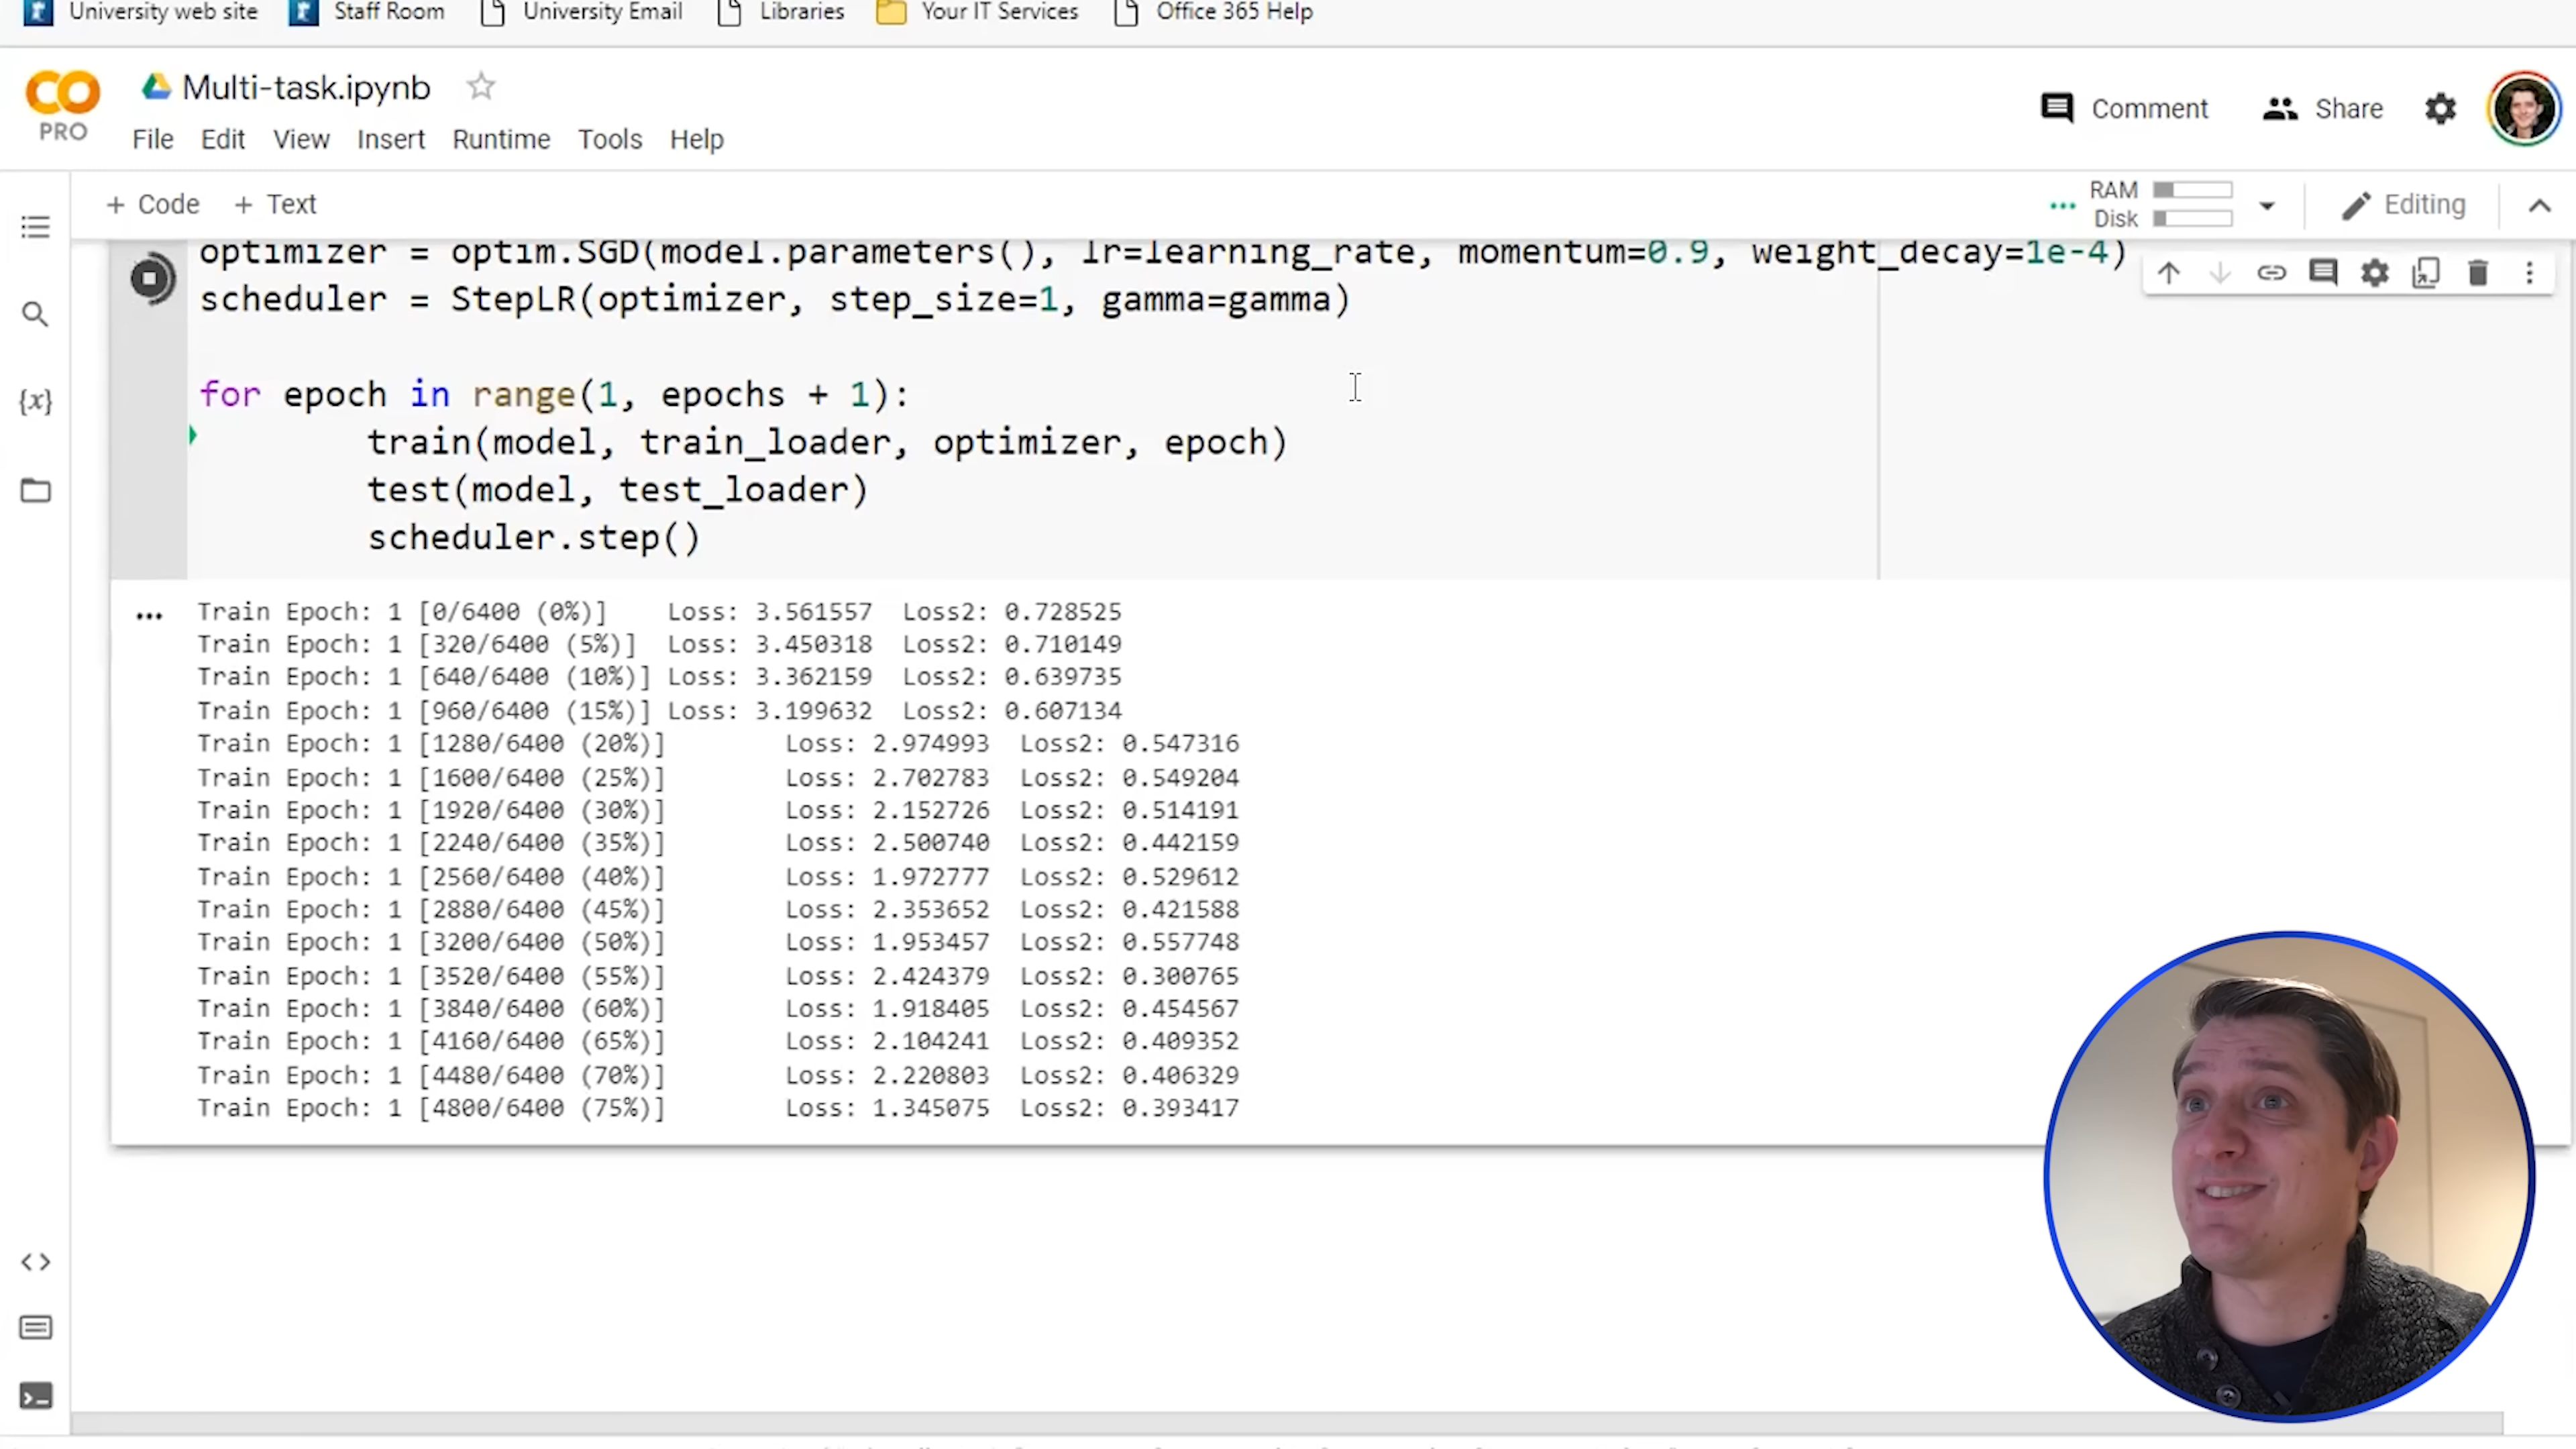 University web site Staff Room University Email Libraries Your IT Services Office 365 Help
CO
PRO
Multi-task.ipynb
File Edit View Insert Runtime Tools Help
Comment Share
+ Code + Text
RAM
Disk
Editing
optimizer = optim.SGD(model.parameters(), lr=learning_rate, momentum=0.9, weight_decay=1e-4)
scheduler = StepLR(optimizer, step_size=1, gamma=gamma)
{x}
for epoch in range(1, epochs + 1):
train(model, train_loader, optimizer, epoch)
test(model, test_loader)
scheduler.step()
Train Epoch: 1 [0/6400 (0%)] Loss: 3.561557 Loss2: 0.728525
Train Epoch: 1 [320/6400 (5%)] Loss: 3.450318 Loss2: 0.710149
Train Epoch: 1 [640/6400 (10%)] Loss: 3.362159 Loss2: 0.639735
Train Epoch: 1 [960/6400 (15%)] Loss: 3.199632 Loss2: 0.607134
Train Epoch: 1 [1280/6400 (20%)] Loss: 2.974993 Loss2: 0.547316
Train Epoch: 1 [1600/6400 (25%)] Loss: 2.702783 Loss2: 0.549204
Train Epoch: 1 [1920/6400 (30%)] Loss: 2.152726 Loss2: 0.514191
Train Epoch: 1 [2240/6400 (35%)] Loss: 2.500740 Loss2: 0.442159
Train Epoch: 1 [2560/6400 (40%)] Loss: 1.972777 Loss2: 0.529612
Train Epoch: 1 [2880/6400 (45%)] Loss: 2.353652 Loss2: 0.421588
Train Epoch: 1 [3200/6400 (50%)] Loss: 1.953457 Loss2: 0.557748
Train Epoch: 1 [3520/6400 (55%)] Loss: 2.424379 Loss2: 0.300765
Train Epoch: 1 [3840/6400 (60%)] Loss: 1.918405 Loss2: 0.454567
Train Epoch: 1 [4160/6400 (65%)] Loss: 2.104241 Loss2: 0.409352
Train Epoch: 1 [4480/6400 (70%)] Loss: 2.220803 Loss2: 0.406329
Train Epoch: 1 [4800/6400 (75%)] Loss: 1.345075 Loss2: 0.393417